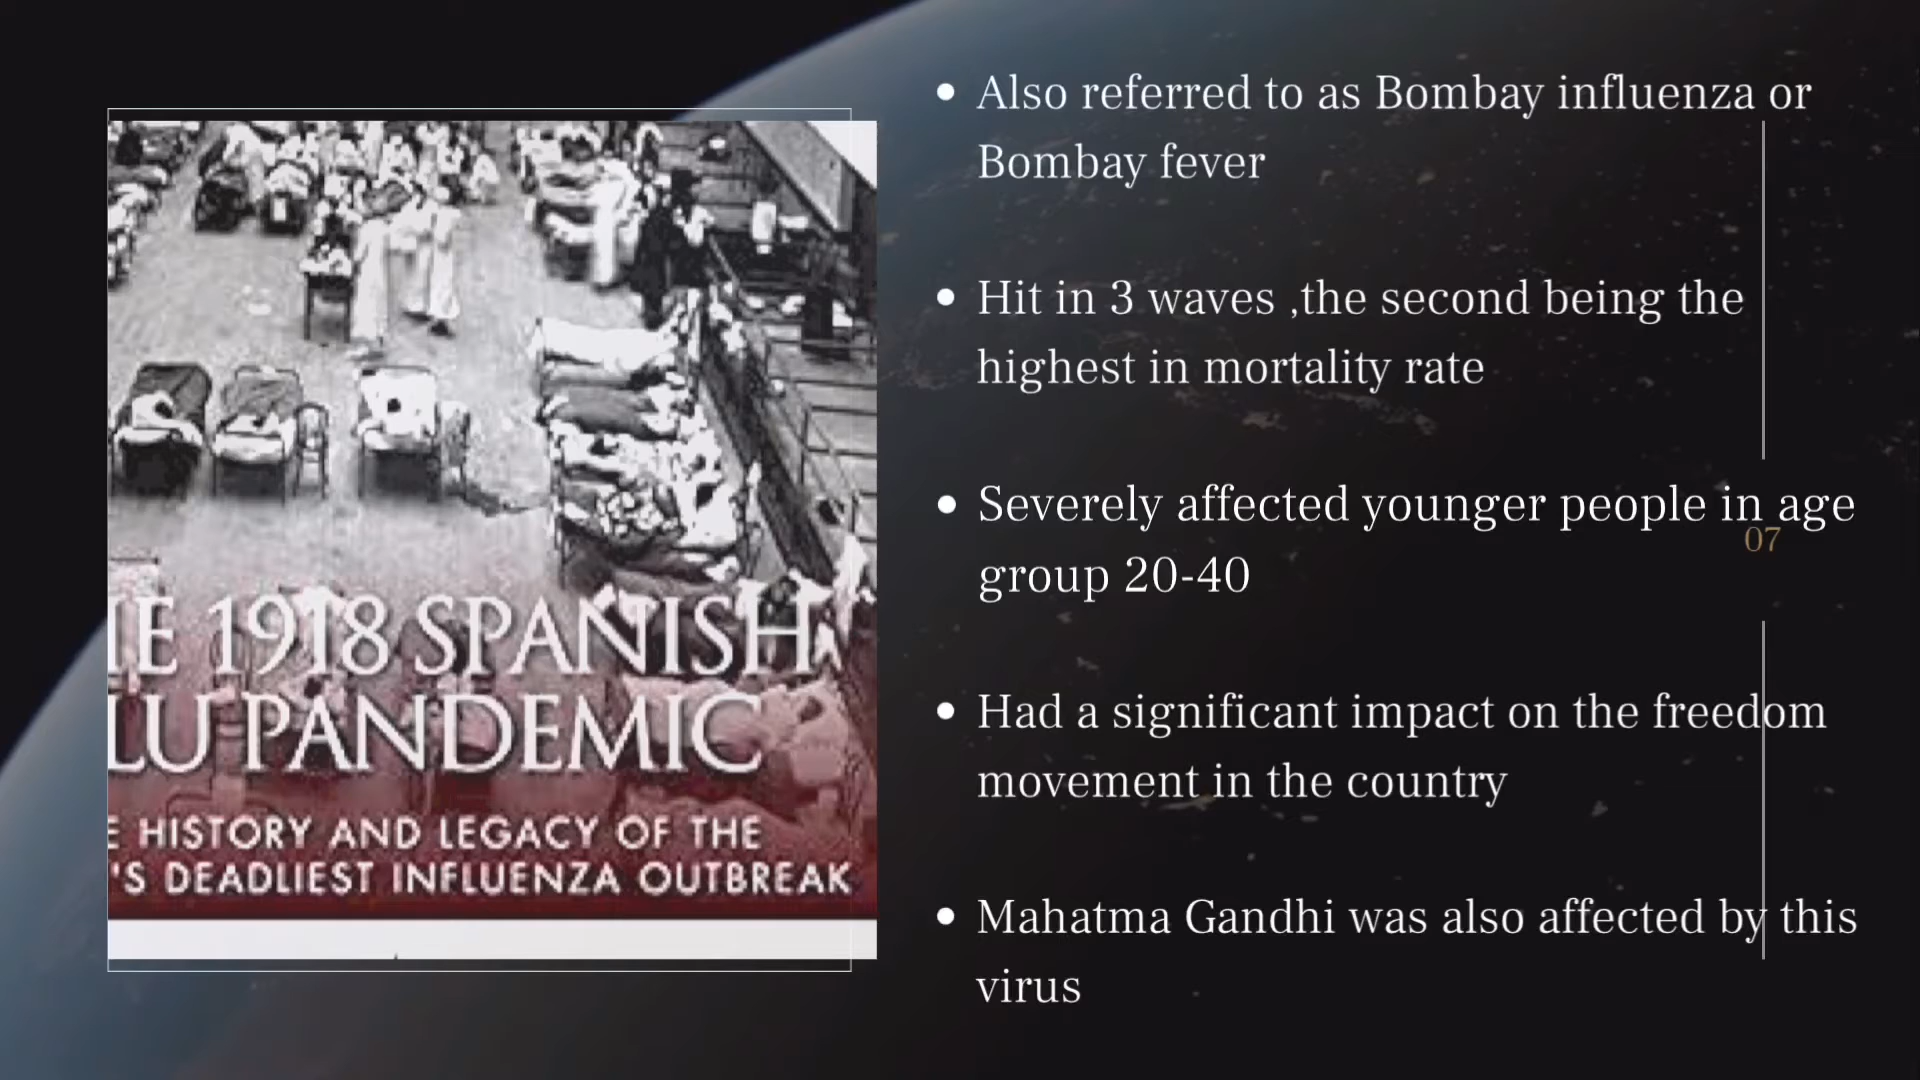 E 1918 SPANISH
LU PANDEMIC
E HISTORY AND LEGACY OF THE
'S DEADLIEST INFLUENZA OUTBREAK
• Also referred to as Bombay influenza or
Bombay fever
• Hit in 3 waves ,the second being the
highest in mortality rate
• Severely affected younger people in age
group 20-40
07
• Had a significant impact on the freedom
movement in the country
• Mahatma Gandhi was also affected by this
virus